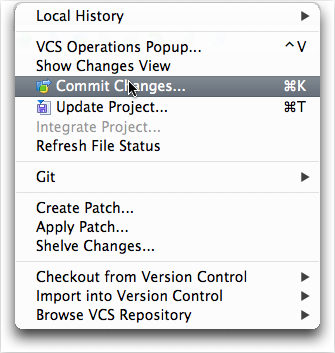 Local History
VCS Operations Popup... ^V
Show Changes View
Commit Changes... ⌘K
Update Project... ⌘T
Integrate Project...
Refresh File Status
Git
Create Patch...
Apply Patch...
Shelve Changes...
Checkout from Version Control
Import into Version Control
Browse VCS Repository